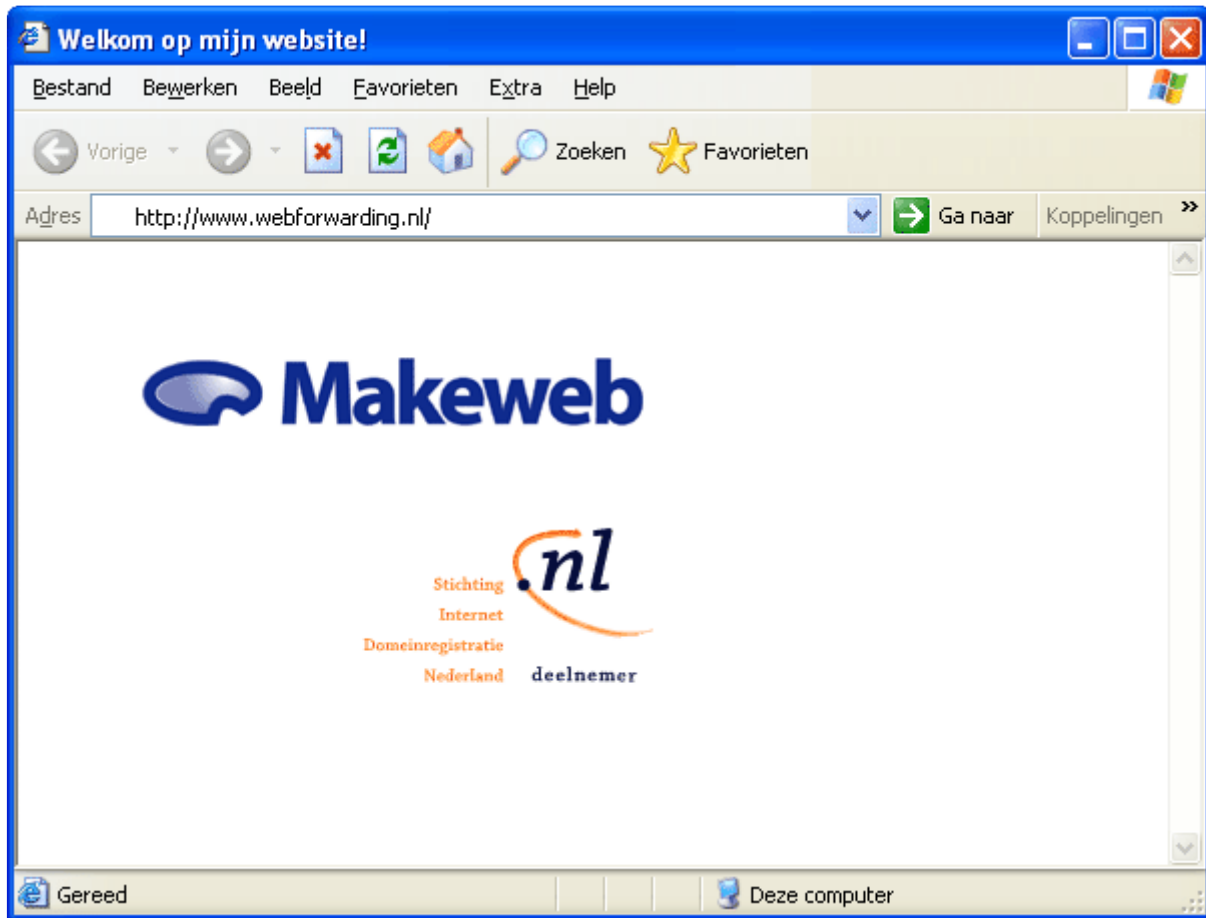 Welkom op mijn website!
Bestand Bewerken Beeld Favorieten Extra Help
Vorige Zoeken Favorieten
Adres http://www.webforwarding.nl/ Ga naar Koppelingen »
Makeweb
.nl
Stichting
Internet
Domeinregistratie
Nederland deelnemer
Gereed Deze computer